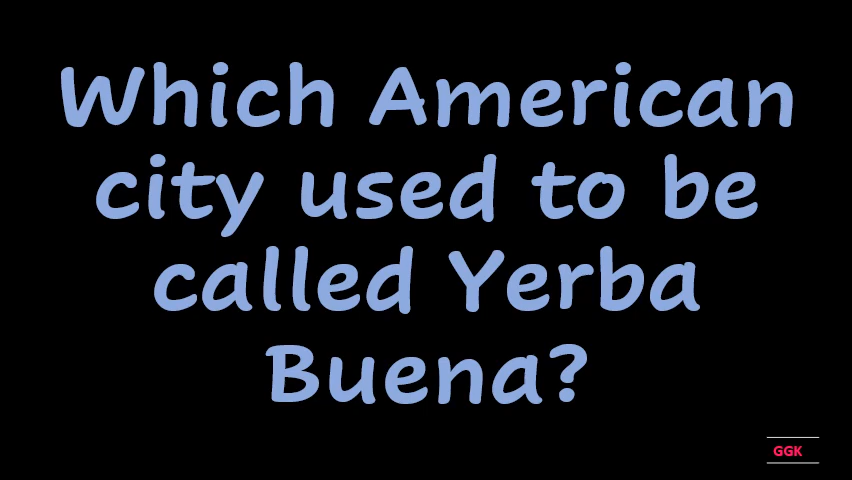 Which American
city used to be
called Yerba
Buena?
GGK